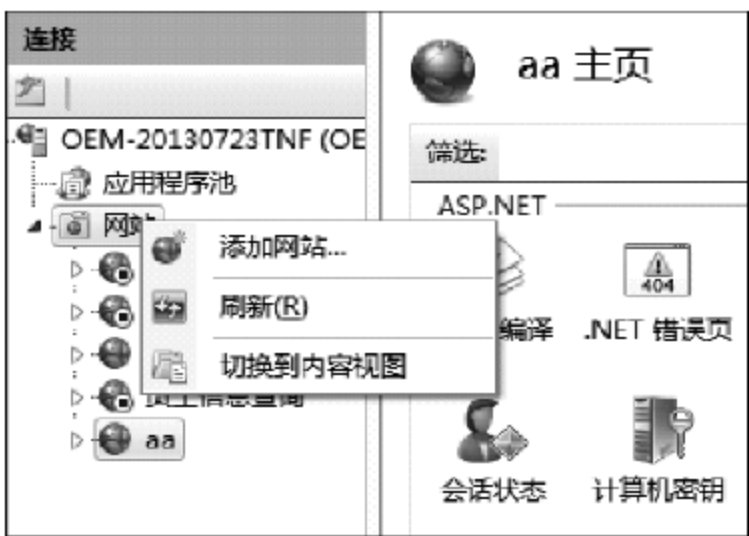 连接
OEM-20130723TNF (OE
应用程序池
网站
添加网站...
刷新(R)
切换到内容视图
aa
aa 主页
筛选:
ASP.NET
编译
.NET 错误页
404
会话状态
计算机密钥